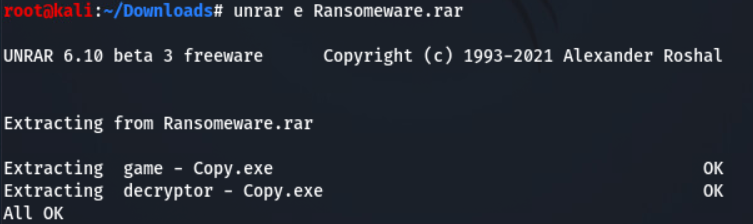 root@kali:~/Downloads# unrar e Ransomeware.rar
UNRAR 6.10 beta 3 freeware      Copyright (c) 1993-2021 Alexander Roshal
Extracting from Ransomeware.rar
Extracting  game - Copy.exe                                           OK
Extracting  decryptor - Copy.exe                                      OK
All OK